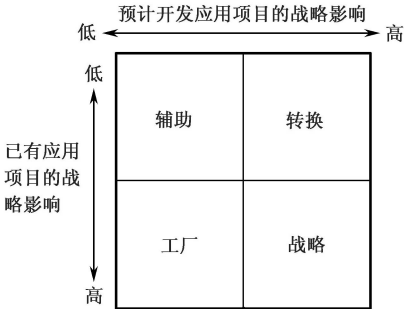 预计开发应用项目的战略影响
低 高
低
辅助 转换
已有应用
项目的战
略影响
工厂 战略
高